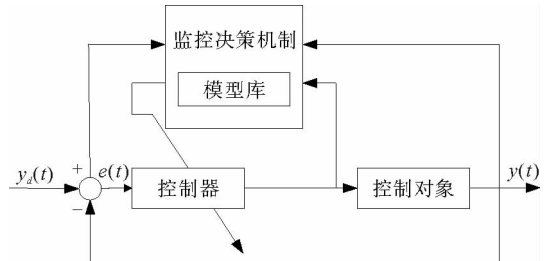 监控决策机制
模型库
+
e(t)
y_d(t)
−
控制器
控制对象
y(t)